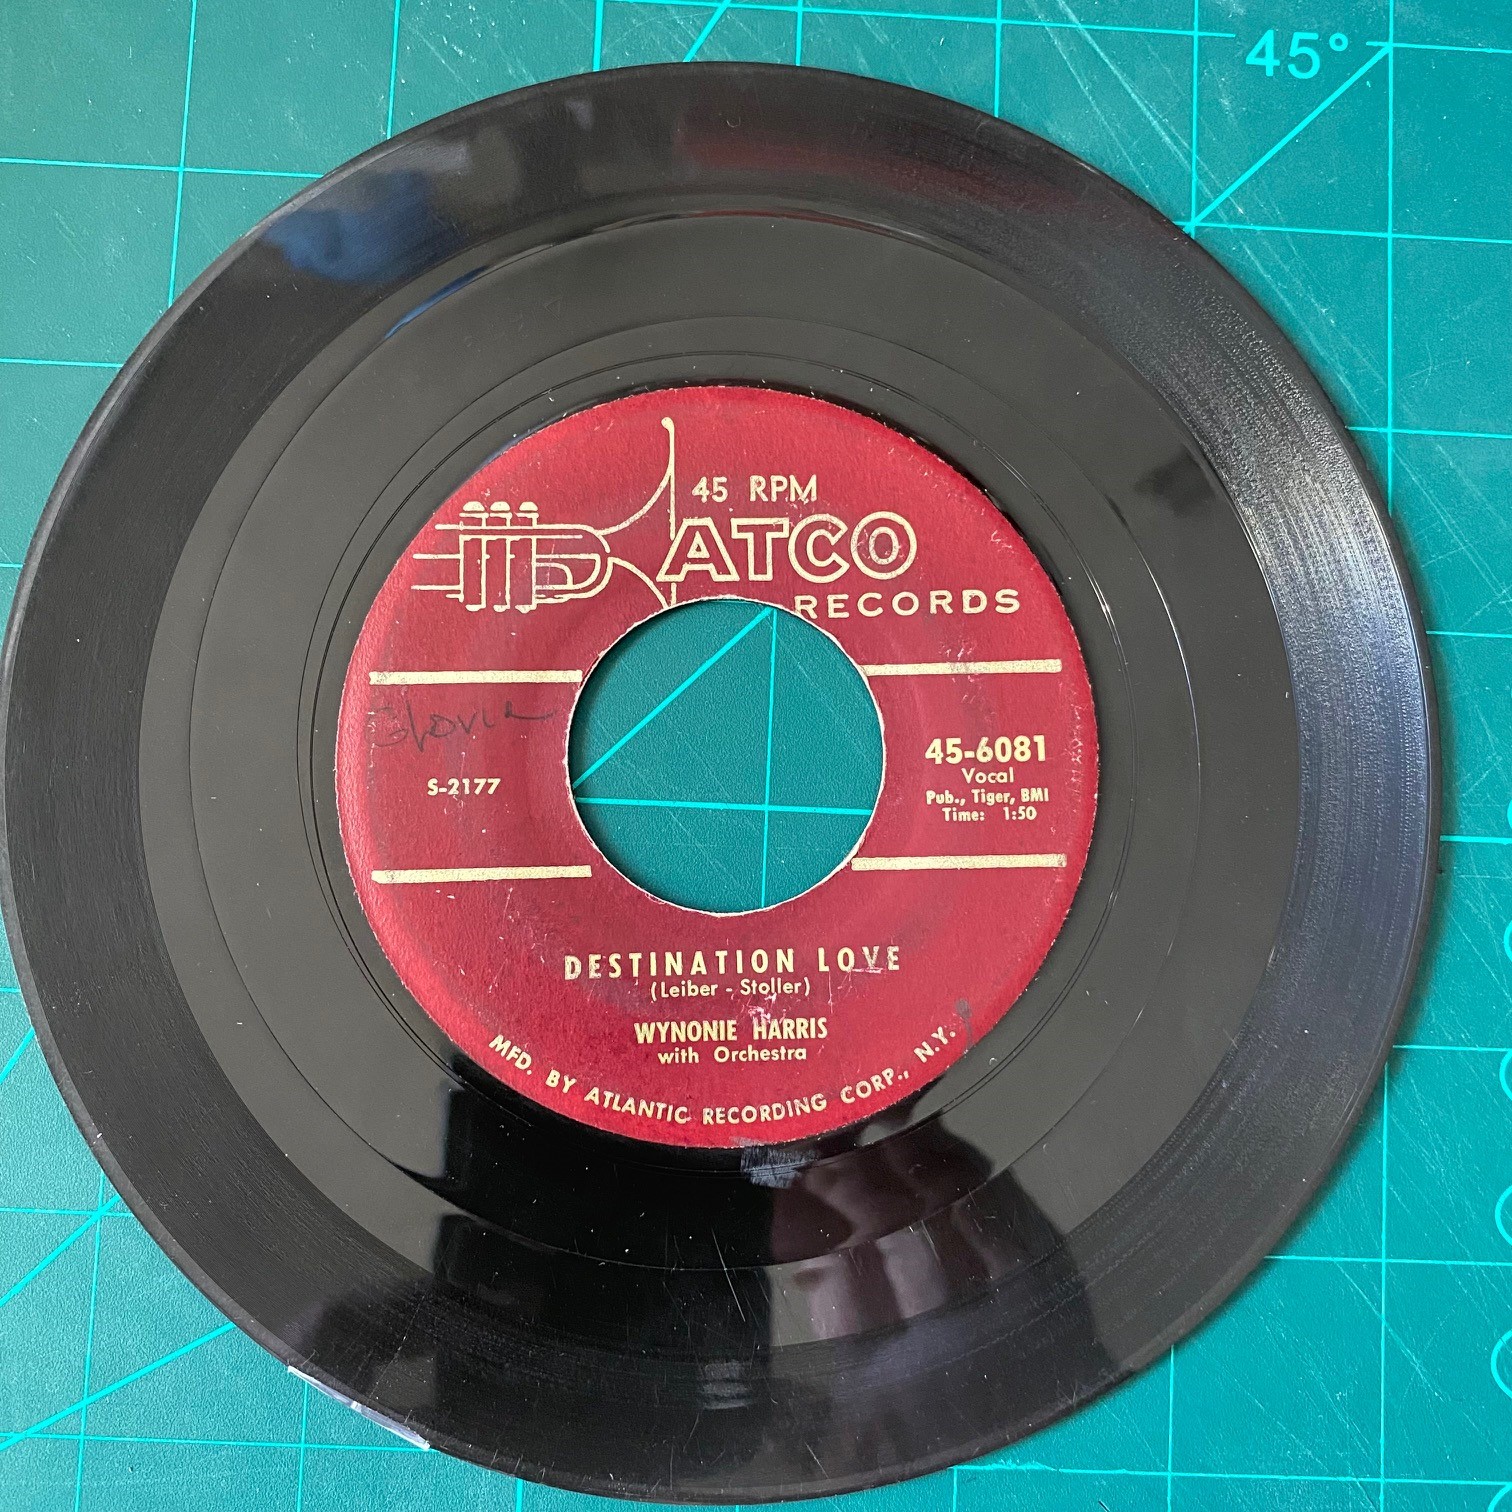 45°
45 RPM
ATCO
RECORDS
S-2177
45-6081
Vocal
Pub., Tiger, BMI
Time: 1:50
DESTINATION LOVE
(Leiber - Stoller)
WYNONIE HARRIS
with Orchestra
MFD. BY ATLANTIC RECORDING CORP., N.Y.